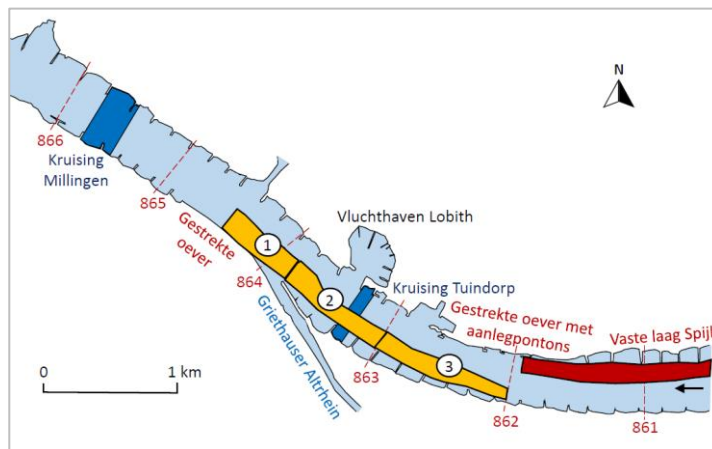 N
866
Kruising
Millingen
865
Gestrekte
oever
864
1
Vluchthaven Lobith
2
Kruising Tuindorp
Griethauser Altrhein
863
Gestrekte oever met
aanlegpontons
3
862
Vaste laag Spijl
861
0
1 km